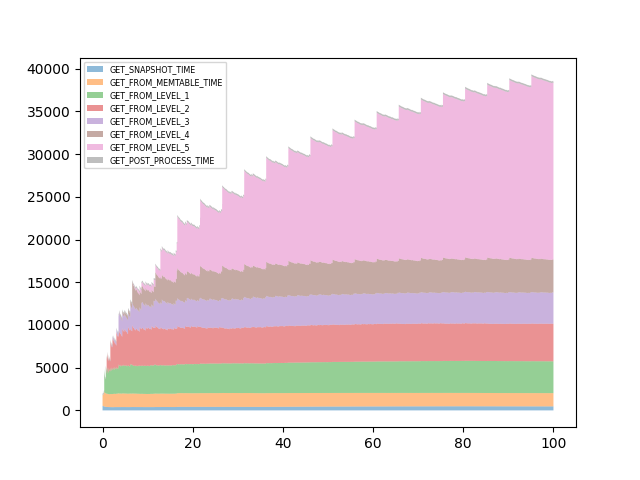 GET_SNAPSHOT_TIME
GET_FROM_MEMTABLE_TIME
GET_FROM_LEVEL_1
GET_FROM_LEVEL_2
GET_FROM_LEVEL_3
GET_FROM_LEVEL_4
GET_FROM_LEVEL_5
GET_POST_PROCESS_TIME
40000
35000
30000
25000
20000
15000
10000
5000
0
0 20 40 60 80 100